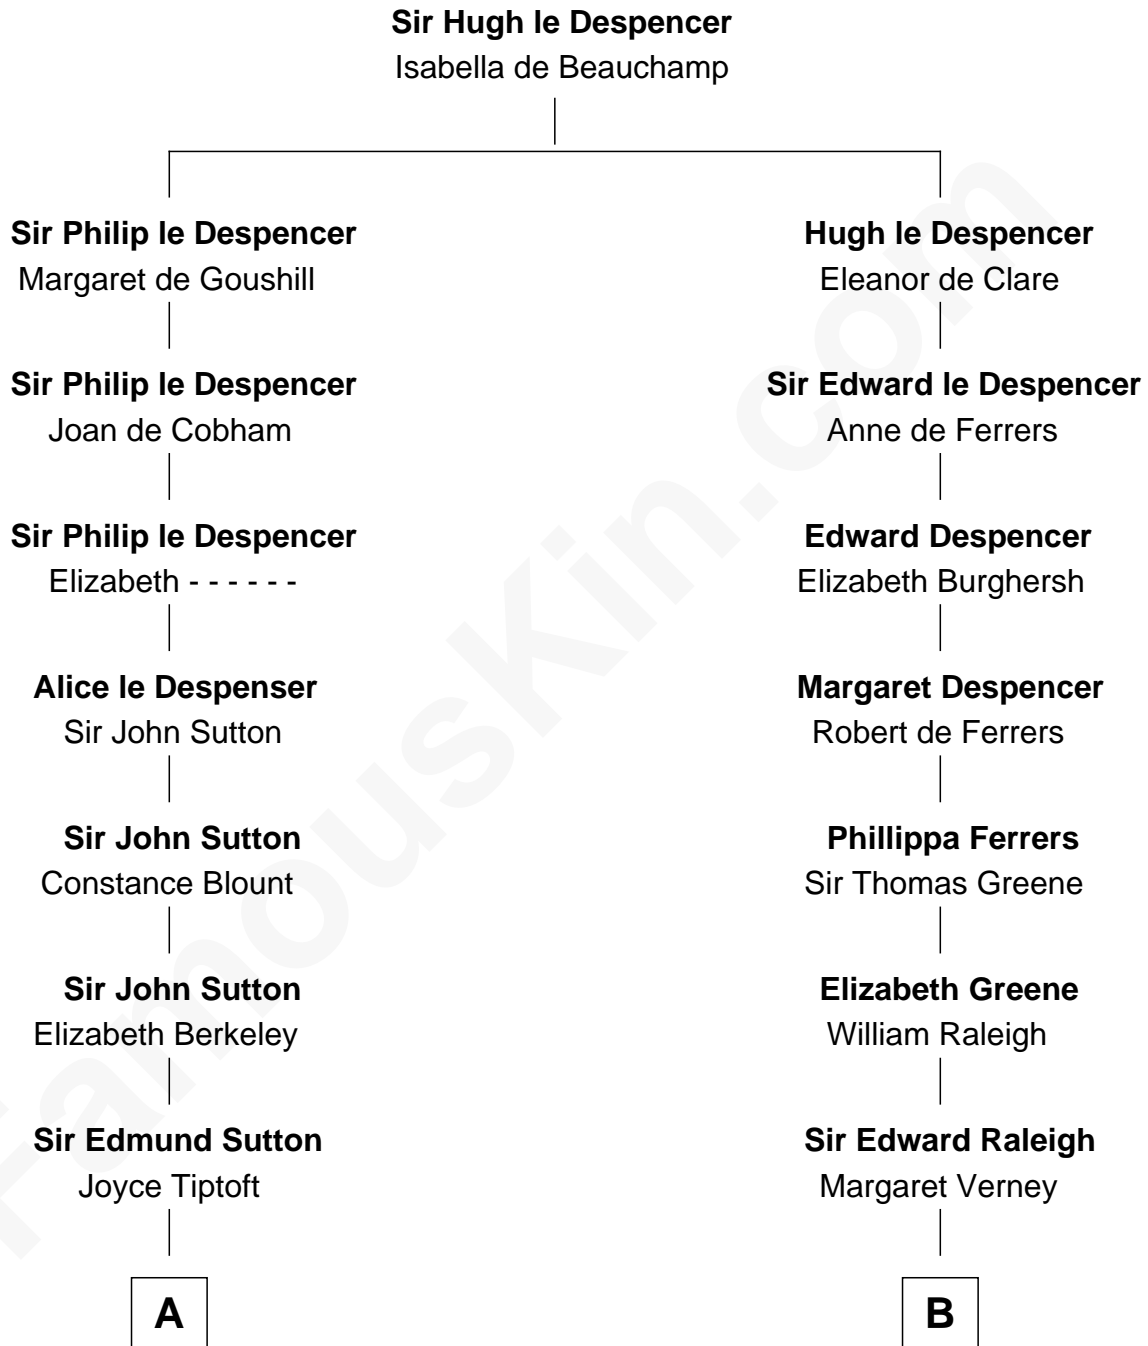 Sir Hugh le Despencer
Isabella de Beauchamp
Sir Philip le Despencer
Margaret de Goushill
Hugh le Despencer
Eleanor de Clare
Sir Philip le Despencer
Joan de Cobham
Sir Edward le Despencer
Anne de Ferrers
Sir Philip le Despencer
Elizabeth - - - - - -
Edward Despencer
Elizabeth Burghersh
Alice le Despenser
Sir John Sutton
Margaret Despencer
Robert de Ferrers
Sir John Sutton
Constance Blount
Phillippa Ferrers
Sir Thomas Greene
Sir John Sutton
Elizabeth Berkeley
Elizabeth Greene
William Raleigh
Sir Edmund Sutton
Joyce Tiptoft
Sir Edward Raleigh
Margaret Verney
A
B
FamousKin.com